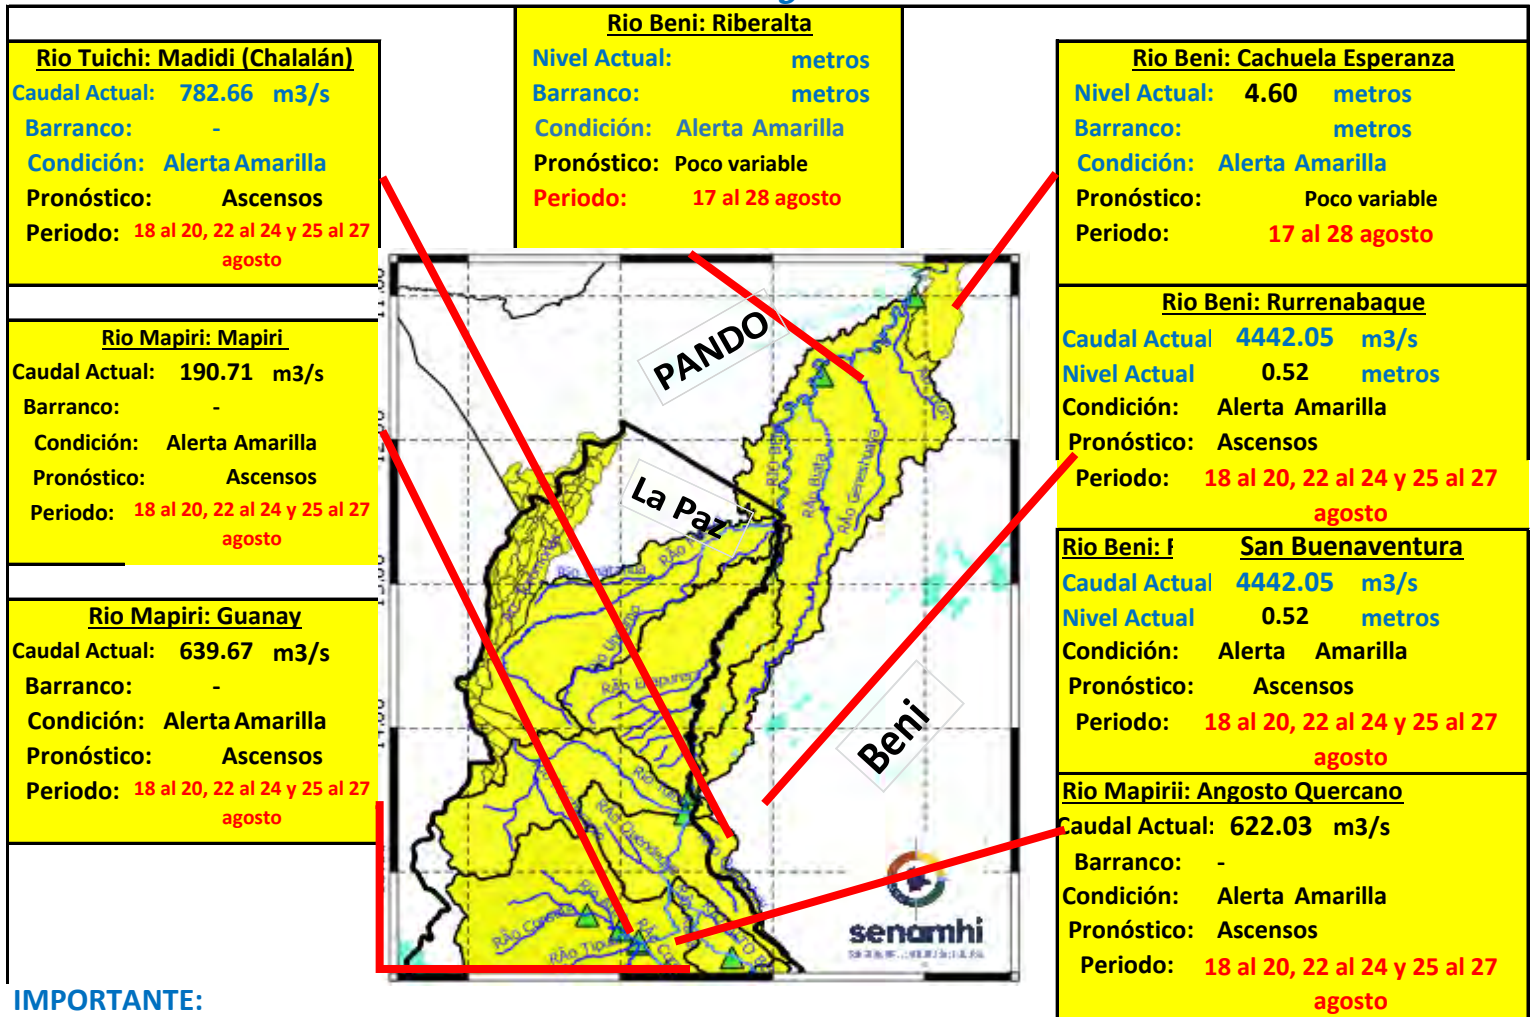 Rio Tuichi: Madidi (Chalalán)
Caudal Actual: 782.66 m3/s
Barranco: -
Condición: Alerta Amarilla
Pronóstico: Ascensos
Periodo: 18 al 20, 22 al 24 y 25 al 27
agosto
Rio Mapiri: Mapiri
Caudal Actual: 190.71 m3/s
Barranco: -
Condición: Alerta Amarilla
Pronóstico: Ascensos
Periodo: 18 al 20, 22 al 24 y 25 al 27
agosto
Rio Mapiri: Guanay
Caudal Actual: 639.67 m3/s
Barranco: -
Condición: Alerta Amarilla
Pronóstico: Ascensos
Periodo: 18 al 20, 22 al 24 y 25 al 27
agosto
Rio Beni: Riberalta
Nivel Actual: metros
Barranco: metros
Condición: Alerta Amarilla
Pronóstico: Poco variable
Periodo: 17 al 28 agosto
PANDO
La Paz
Beni
RÃo Biata
RÃo Geneshuaya
senamhi
Rio Beni: Cachuela Esperanza
Nivel Actual: 4.60 metros
Barranco: metros
Condición: Alerta Amarilla
Pronóstico: Poco variable
Periodo: 17 al 28 agosto
Rio Beni: Rurrenabaque
Caudal Actual 4442.05 m3/s
Nivel Actual 0.52 metros
Condición: Alerta Amarilla
Pronóstico: Ascensos
Periodo: 18 al 20, 22 al 24 y 25 al 27
agosto
Rio Beni: San Buenaventura
Caudal Actual 4442.05 m3/s
Nivel Actual 0.52 metros
Condición: Alerta Amarilla
Pronóstico: Ascensos
Periodo: 18 al 20, 22 al 24 y 25 al 27
agosto
Rio Mapirii: Angosto Quercano
Caudal Actual: 622.03 m3/s
Barranco: -
Condición: Alerta Amarilla
Pronóstico: Ascensos
Periodo: 18 al 20, 22 al 24 y 25 al 27
agosto
IMPORTANTE: